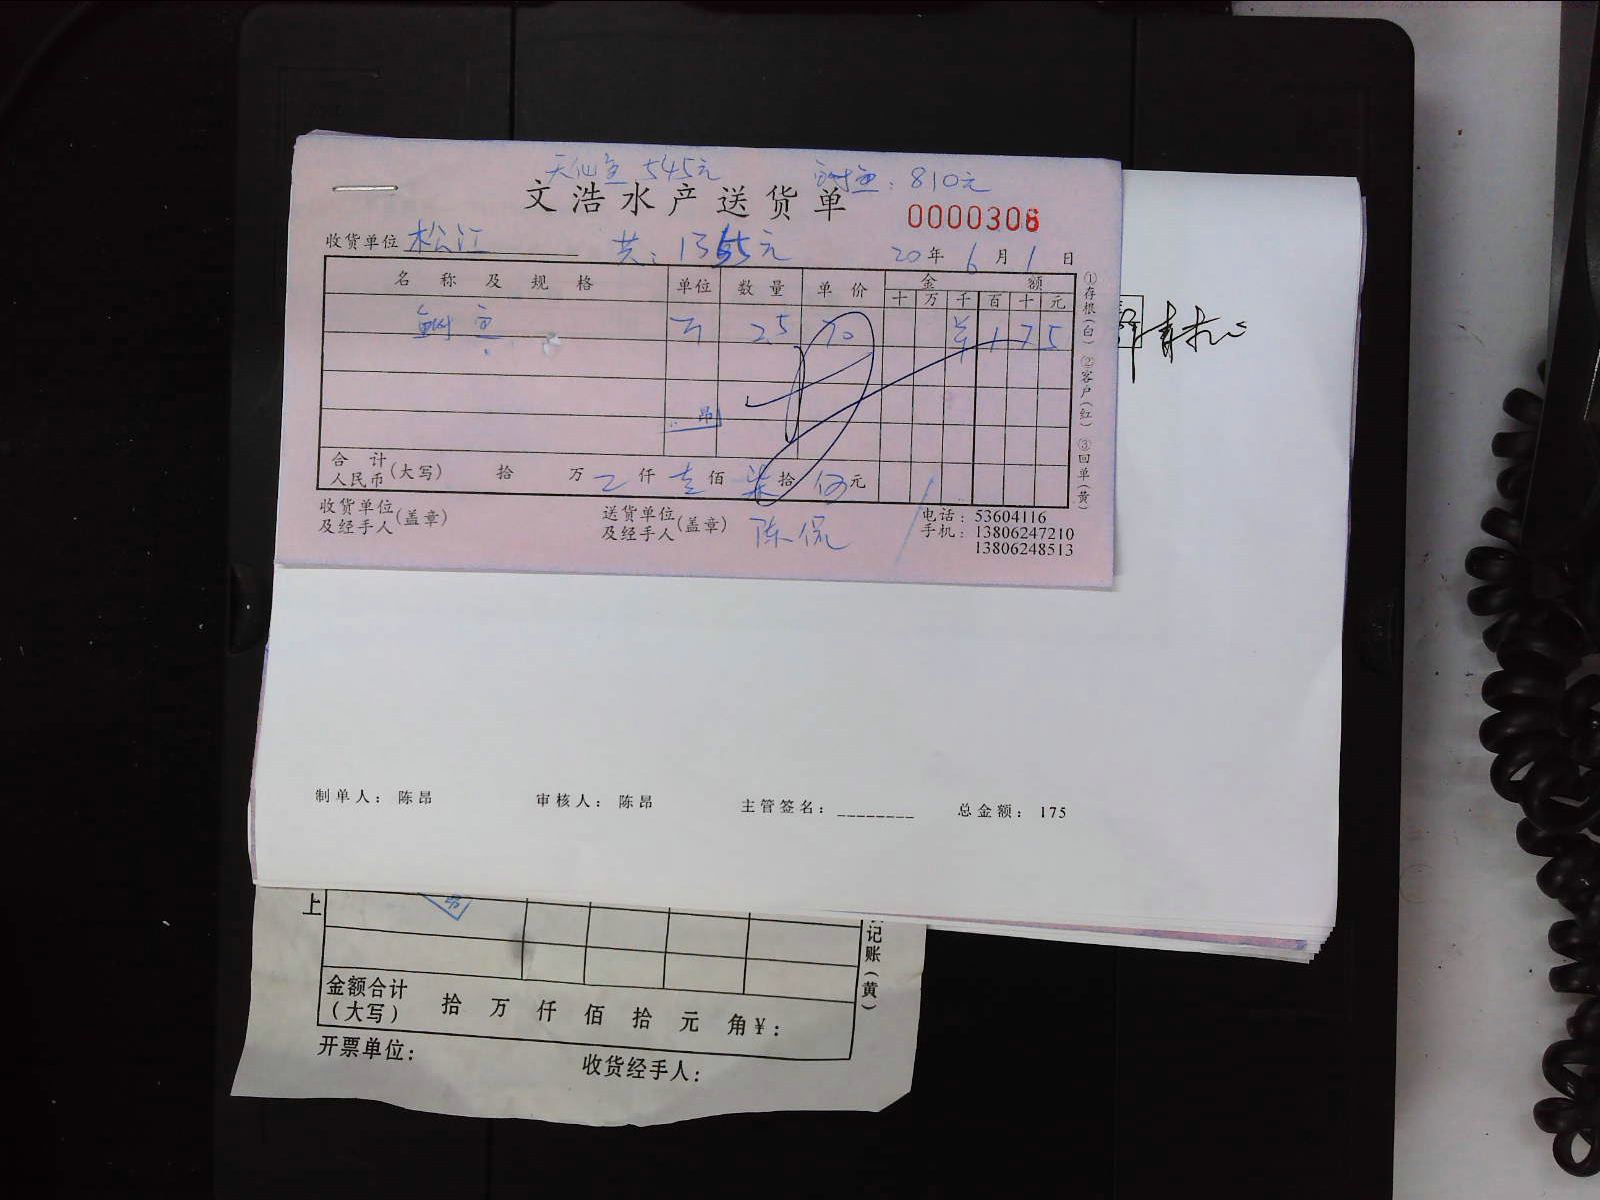 天仙鱼 545元 鲥鱼：810元
文浩水产送货单
0000308
收货单位 松江 共：1355元 20年 6月 1日
名称及规格 单位 数量 单价 金额
十 万 千 百 十 元
鲥鱼 斤 25 70 175
昂
合计 人民币(大写) 拾 万 仟 壹佰 柒拾 伍元
收货单位及经手人(盖章) 送货单位及经手人(盖章) 陈侃
电话：53604116
手机：13806247210
13806248513
①存根(白) ②客户(红) ③回单(黄)
制单人：陈昂 审核人：陈昂 主管签名：________ 总金额：175
上
昂
记账(黄)
金额合计(大写) 拾 万 仟 佰 拾 元 角¥：
开票单位： 收货经手人：